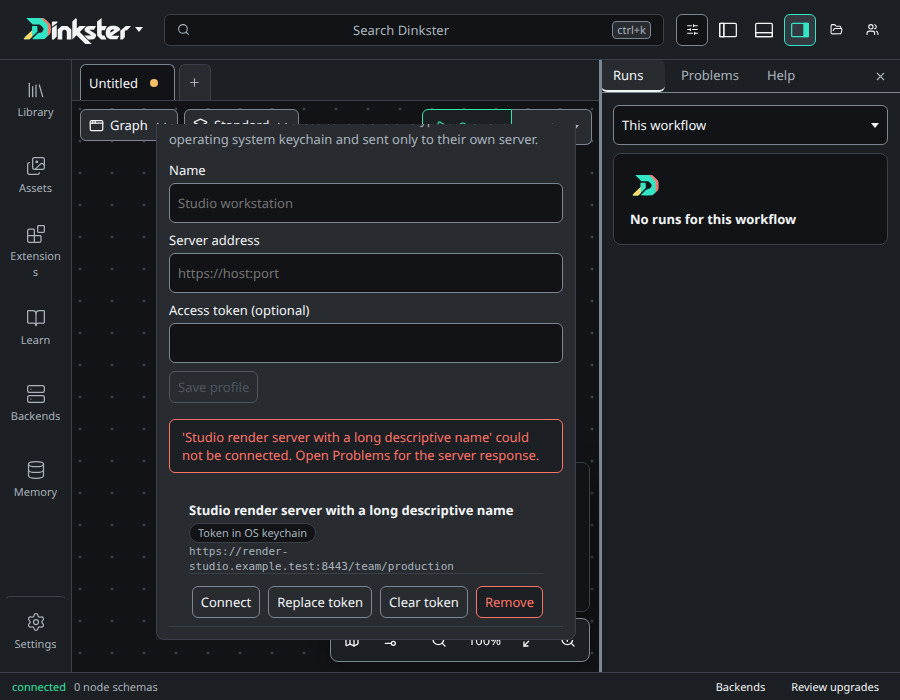 Dinkster
Search Dinkster
ctrl+k
Untitled
+
Runs
Problems
Help
Library
Assets
Extension
s
Learn
Backends
Memory
Settings
Graph
Standard
operating system keychain and sent only to their own server.
Name
Studio workstation
Server address
https://host:port
Access token (optional)
Save profile
'Studio render server with a long descriptive name' could
not be connected. Open Problems for the server response.
Studio render server with a long descriptive name
Token in OS keychain
https://render-
studio.example.test:8443/team/production
Connect
Replace token
Clear token
Remove
100%
This workflow
No runs for this workflow
connected
0 node schemas
Backends
Review upgrades